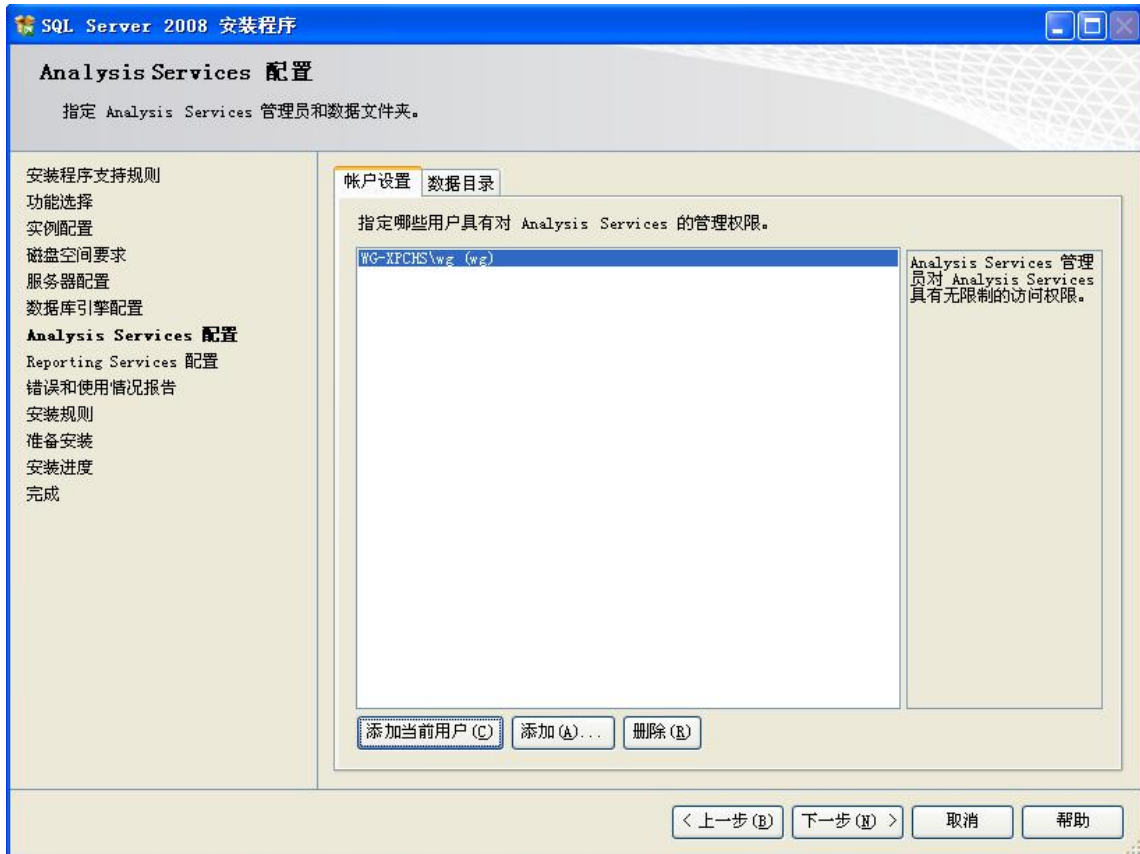 SQL Server 2008 安装程序
Analysis Services 配置
指定 Analysis Services 管理员和数据文件夹。
安装程序支持规则
功能选择
实例配置
磁盘空间要求
服务器配置
数据库引擎配置
Analysis Services 配置
Reporting Services 配置
错误和使用情况报告
安装规则
准备安装
安装进度
完成
帐户设置 数据目录
指定哪些用户具有对 Analysis Services 的管理权限。
WG-XPCHS\wg (wg)
Analysis Services 管理
员对 Analysis Services
具有无限制的访问权限。
添加当前用户(C) 添加(A)... 删除(R)
< 上一步(B) 下一步(N) > 取消 帮助